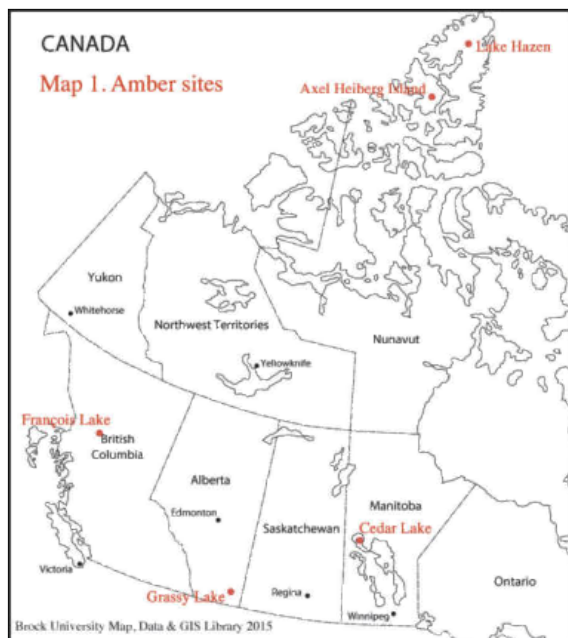 CANADA
Lake Hazen
Map 1. Amber sites
Axel Heiberg Island
Yukon
Whitehorse
Northwest Territories
Nunavut
Yellowknife
François Lake
British
Columbia
Alberta
Manitoba
Edmonton
Saskatchewan
Cedar Lake
Victoria
Ontario
Grassy Lake
Regina
Winnipeg
Brock University Map, Data & GIS Library 2015